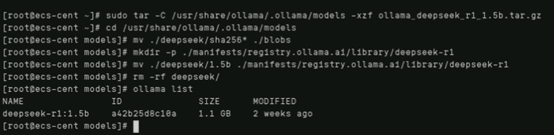 [root@ecs-cent ~]# sudo tar -C /usr/share/ollama/.ollama/models -xzf ollama_deepseek_r1_1.5b.tar.gz
[root@ecs-cent ~]# cd /usr/share/ollama/.ollama/models
[root@ecs-cent models]# mv ./deepseek/sha256* ./blobs
[root@ecs-cent models]# mkdir -p ./manifests/registry.ollama.ai/library/deepseek-r1
[root@ecs-cent models]# mv ./deepseek/1.5b ./manifests/registry.ollama.ai/library/deepseek-r1
[root@ecs-cent models]# rm -rf deepseek/
[root@ecs-cent models]# ollama list
NAME ID SIZE MODIFIED
deepseek-r1:1.5b a42b25d8c10a 1.1 GB 2 weeks ago
[root@ecs-cent models]#